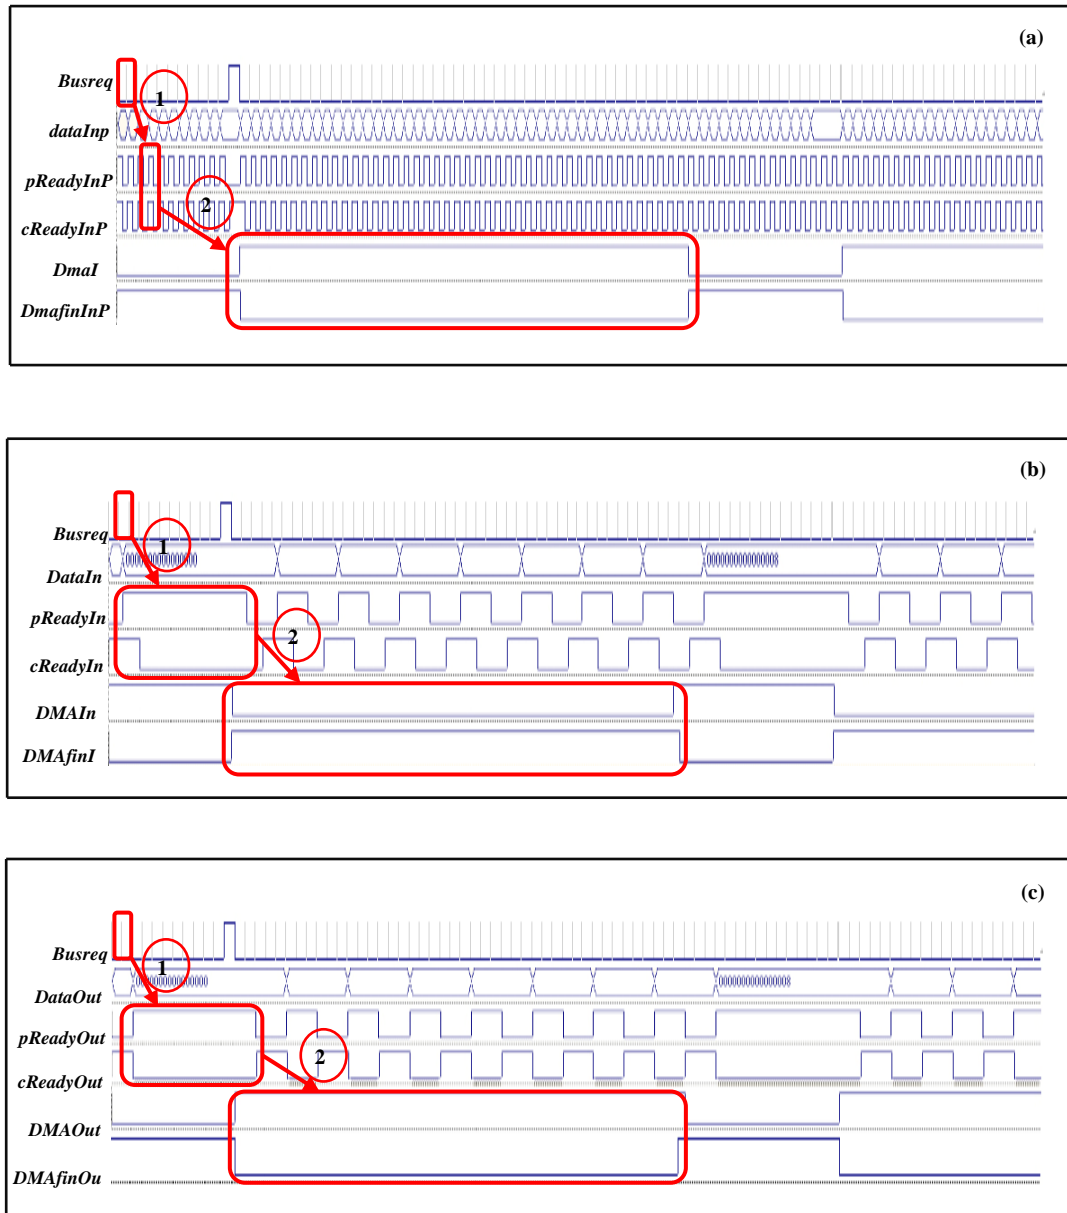 (a)
Busreq
1
dataInp
pReadyInP
2
cReadyInP
DmaI
DmafinInP
(b)
Busreq
1
DataIn
pReadyIn
2
cReadyIn
DMAIn
DMAfinI
(c)
Busreq
1
DataOut
pReadyOut
2
cReadyOut
DMAOut
DMAfinOu